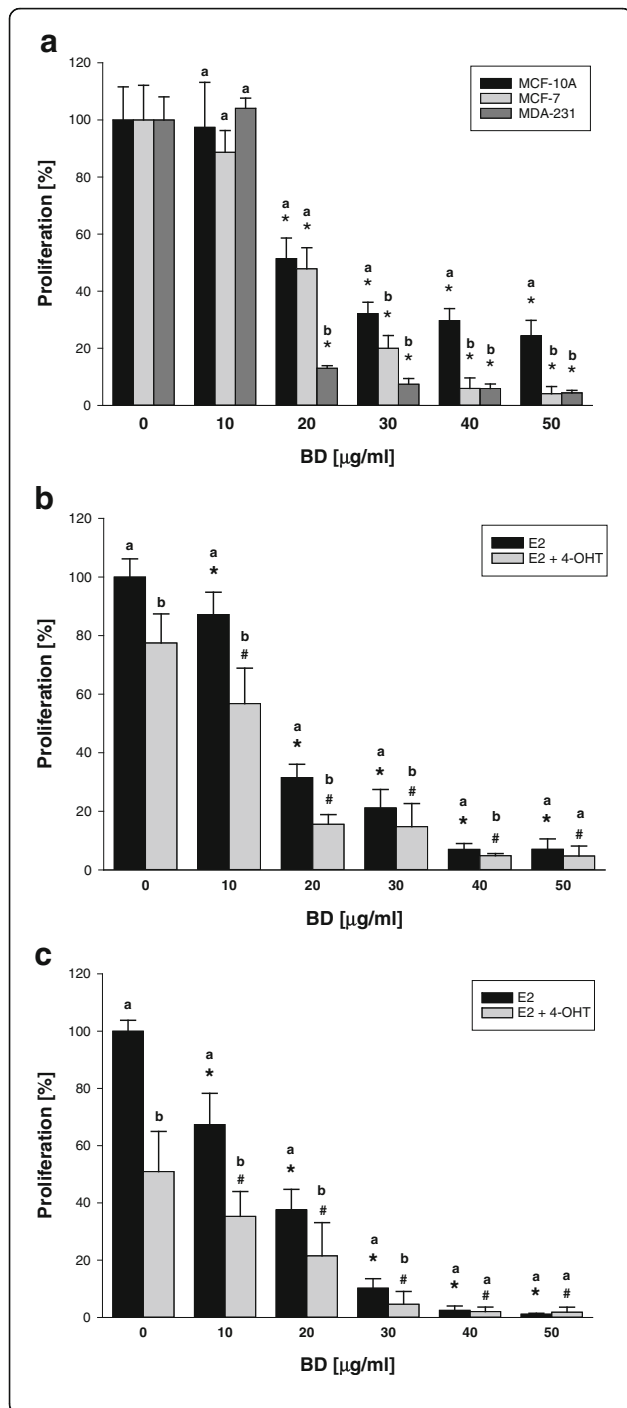 a
120
100
80
60
40
20
0
Proliferation [%]
MCF-10A
MCF-7
MDA-231
a a a
a a b
* * *
a b b
* * *
a b b
* * *
a b b
* * *
0 10 20 30 40 50
BD [µg/ml]
b
120
100
80
60
40
20
0
Proliferation [%]
E2
E2 + 4-OHT
a b
a b
* #
a b
* #
a b
* #
a b
* #
a a
* #
0 10 20 30 40 50
BD [µg/ml]
c
120
100
80
60
40
20
0
Proliferation [%]
E2
E2 + 4-OHT
a b
a b
* #
a b
* #
a b
* #
a a
* #
a a
* #
0 10 20 30 40 50
BD [µg/ml]